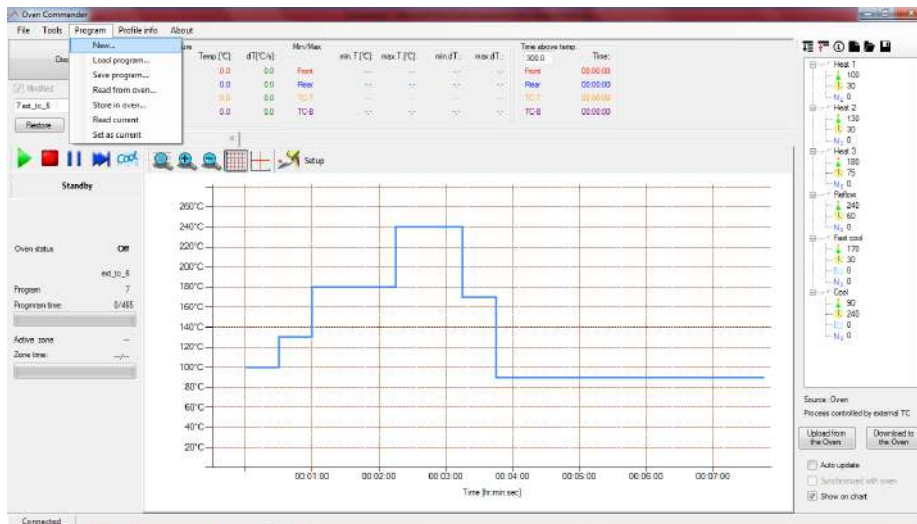 Oven Commander
File Tools Program Profile info About
New...
Load program...
Save program...
Read from oven...
Store in oven...
Read current
Set as current
Temp.[°C] dT[°C/s]
0.0 0.0
0.0 0.0
0.0 0.0
0.0 0.0
Min/Max
min.T.[°C] max.T.[°C] min.dT.. max.dT..
Front
Rear
TC-T
TC-B
Time above temp.
300.0 Time:
Front 00:00:00
Rear 00:00:00
TC-T 00:00:00
TC-B 00:00:00
Modified
7 ext_tc_6
Restore
Cool
Setup
Standby
Oven status Off
ext_tc_6
Program 7
Programm time: 0/465
Active zone --
Zone time: --/--
260°C
240°C
220°C
200°C
180°C
160°C
140°C
120°C
100°C
80°C
60°C
40°C
20°C
00:01:00 00:02:00 00:03:00 00:04:00 00:05:00 00:06:00 00:07:00
Time [hr:min:sec]
Heat 1
100
30
N₂ 0
Heat 2
130
30
N₂ 0
Heat 3
180
75
N₂ 0
Reflow
240
60
N₂ 0
Fast cool
170
30
0
N₂ 0
Cool
90
240
0
N₂ 0
Source: Oven
Process controlled by external TC
Upload from the Oven
Download to the Oven
Auto update
Synchronized with oven
Show on chart
Connected